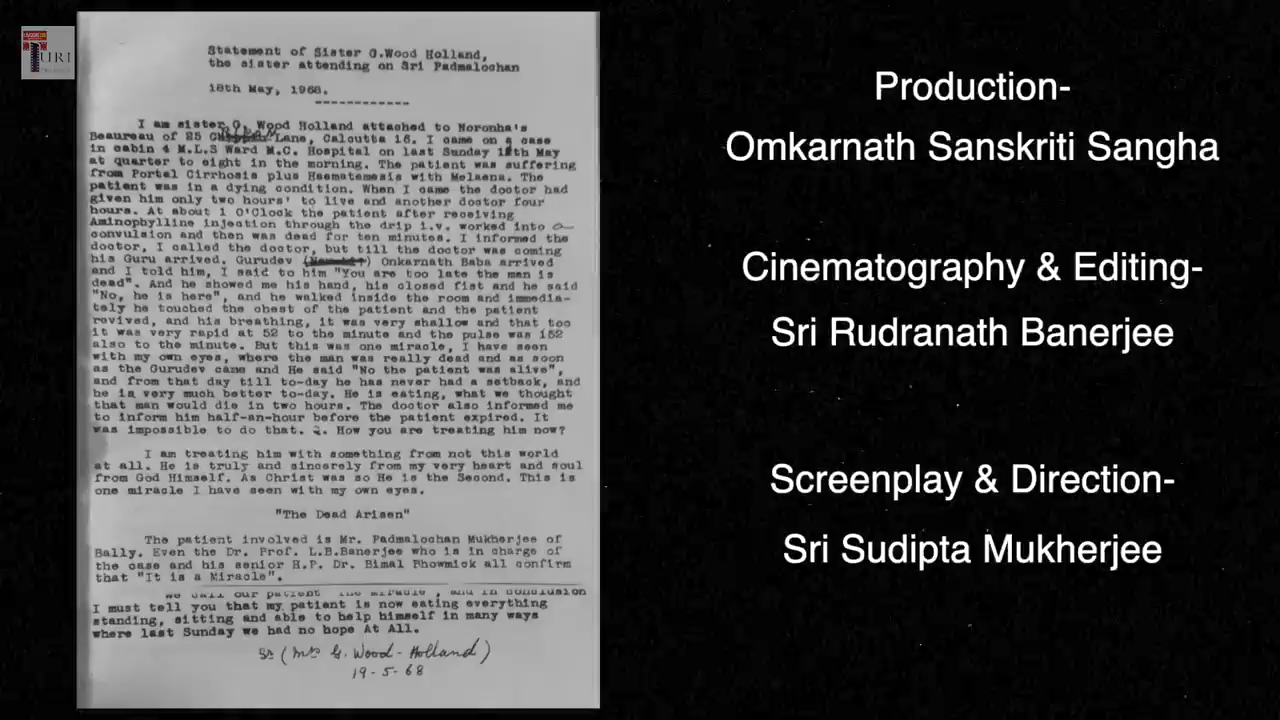 TURI
Statement of Sister G.Wood Holland,
the sister attending on Sri Padmalochan
18th May, 1968.
------------
I am sister G. Wood Holland attached to Noronha's
Beaureau of 25 Lane, Calcutta 16. I came on a case
in cabin 4 M.L.S Ward M.C. Hospital on last Sunday 12th May
at quarter to eight in the morning. The patient was suffering
from Portal Cirrhosis plus Haematemesis with Melaena. The
patient was in a dying condition. When I came the doctor had
given him only two hours' to live and another doctor four
hours. At about 1 O'Clock the patient after receiving
Aminophylline injection through the drip i.v. worked into a
convulsion and then was dead for ten minutes. I informed the
doctor, I called the doctor, but till the doctor was coming
his Guru arrived. Gurudev ( ) Onkarnath Baba arrived
and I told him, I said to him "You are too late the man is
dead". And he showed me his hand, his closed fist and he said
"No, he is here", and he walked inside the room and immedia-
tely he touched the chest of the patient and the patient
revived, and his breathing, it was very shallow and that too
it was very rapid at 52 to the minute and the pulse was 152
also to the minute. But this was one miracle, I have seen
with my own eyes, where the man was really dead and as soon
as the Gurudev came and He said "No the patient was alive",
and from that day till to-day he has never had a setback, and
he is very much better to-day. He is eating, what we thought
that man would die in two hours. The doctor also informed me
to inform him half-an-hour before the patient expired. It
was impossible to do that. Q. How you are treating him now?
I am treating him with something from not this world
at all. He is truly and sincerely from my very heart and soul
from God Himself. As Christ was so He is the Second. This is
one miracle I have seen with my own eyes.
"The Dead Arisen"
The patient involved is Mr. Padmalochan Mukherjee of
Bally. Even the Dr. Prof. L.B.Banerjee who is in charge of
the case and his senior H.P. Dr. Bimal Bhowmick all confirm
that "It is a Miracle".
We call our patient the miracle, and in conclusion
I must tell you that my patient is now eating everything
standing, sitting and able to help himself in many ways
where last Sunday we had no hope At All.
Sr (Mrs G. Wood-Holland)
19-5-68
Production-
Omkarnath Sanskriti Sangha
Cinematography & Editing-
Sri Rudranath Banerjee
Screenplay & Direction-
Sri Sudipta Mukherjee